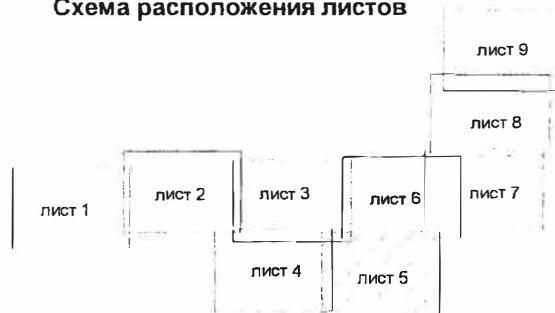 Схема расположения листов
лист 9
лист 8
лист 1
лист 2
лист 3
лист 6
лист 7
лист 4
лист 5